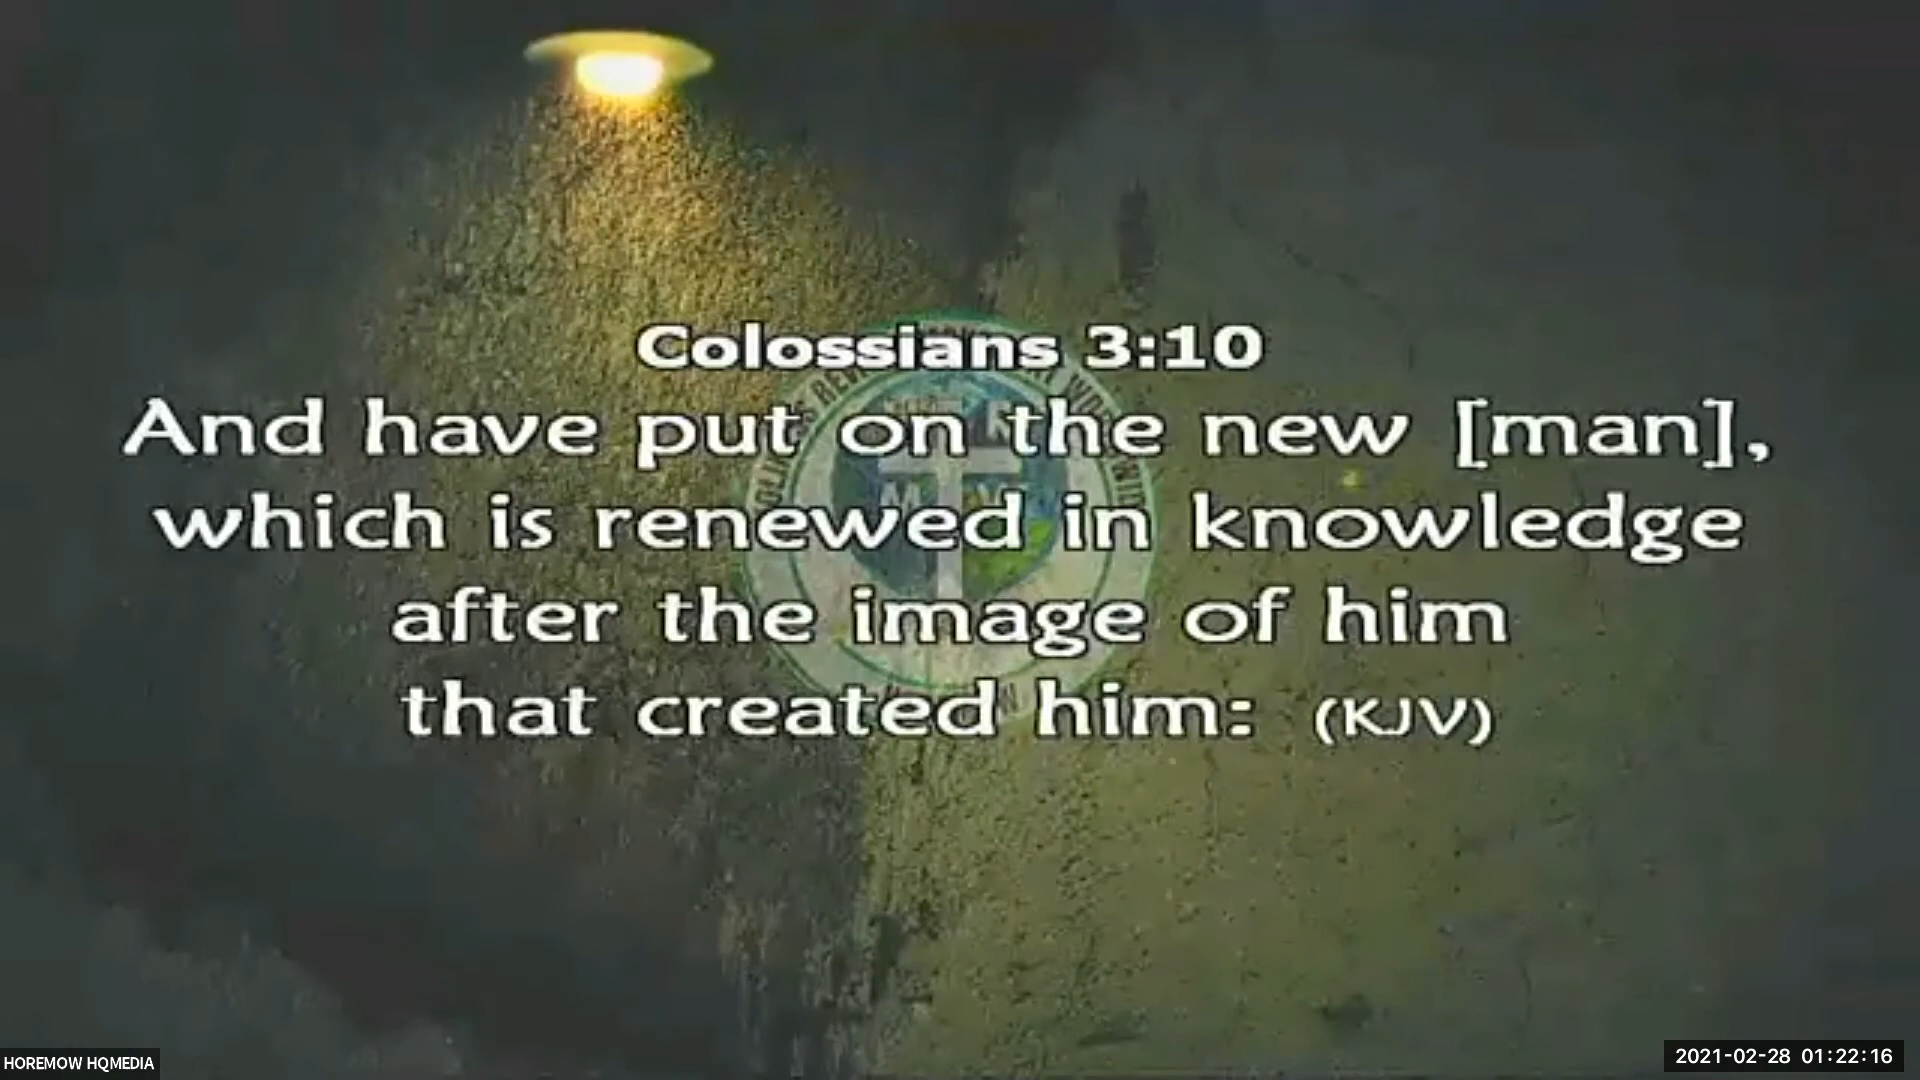 Colossians 3:10
And have put on the new [man],
which is renewed in knowledge
after the image of him
that created him: (KJV)
HOREMOW HQMEDIA
2021-02-28 01:22:16